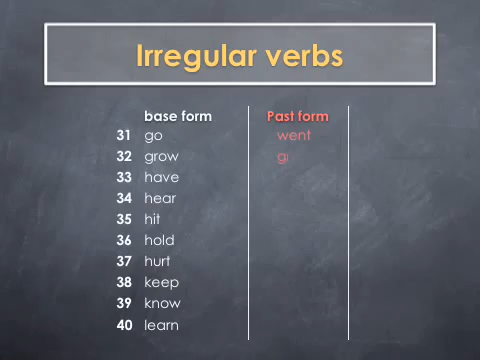 Irregular verbs
base form Past form
31 go went
32 grow g
33 have
34 hear
35 hit
36 hold
37 hurt
38 keep
39 know
40 learn